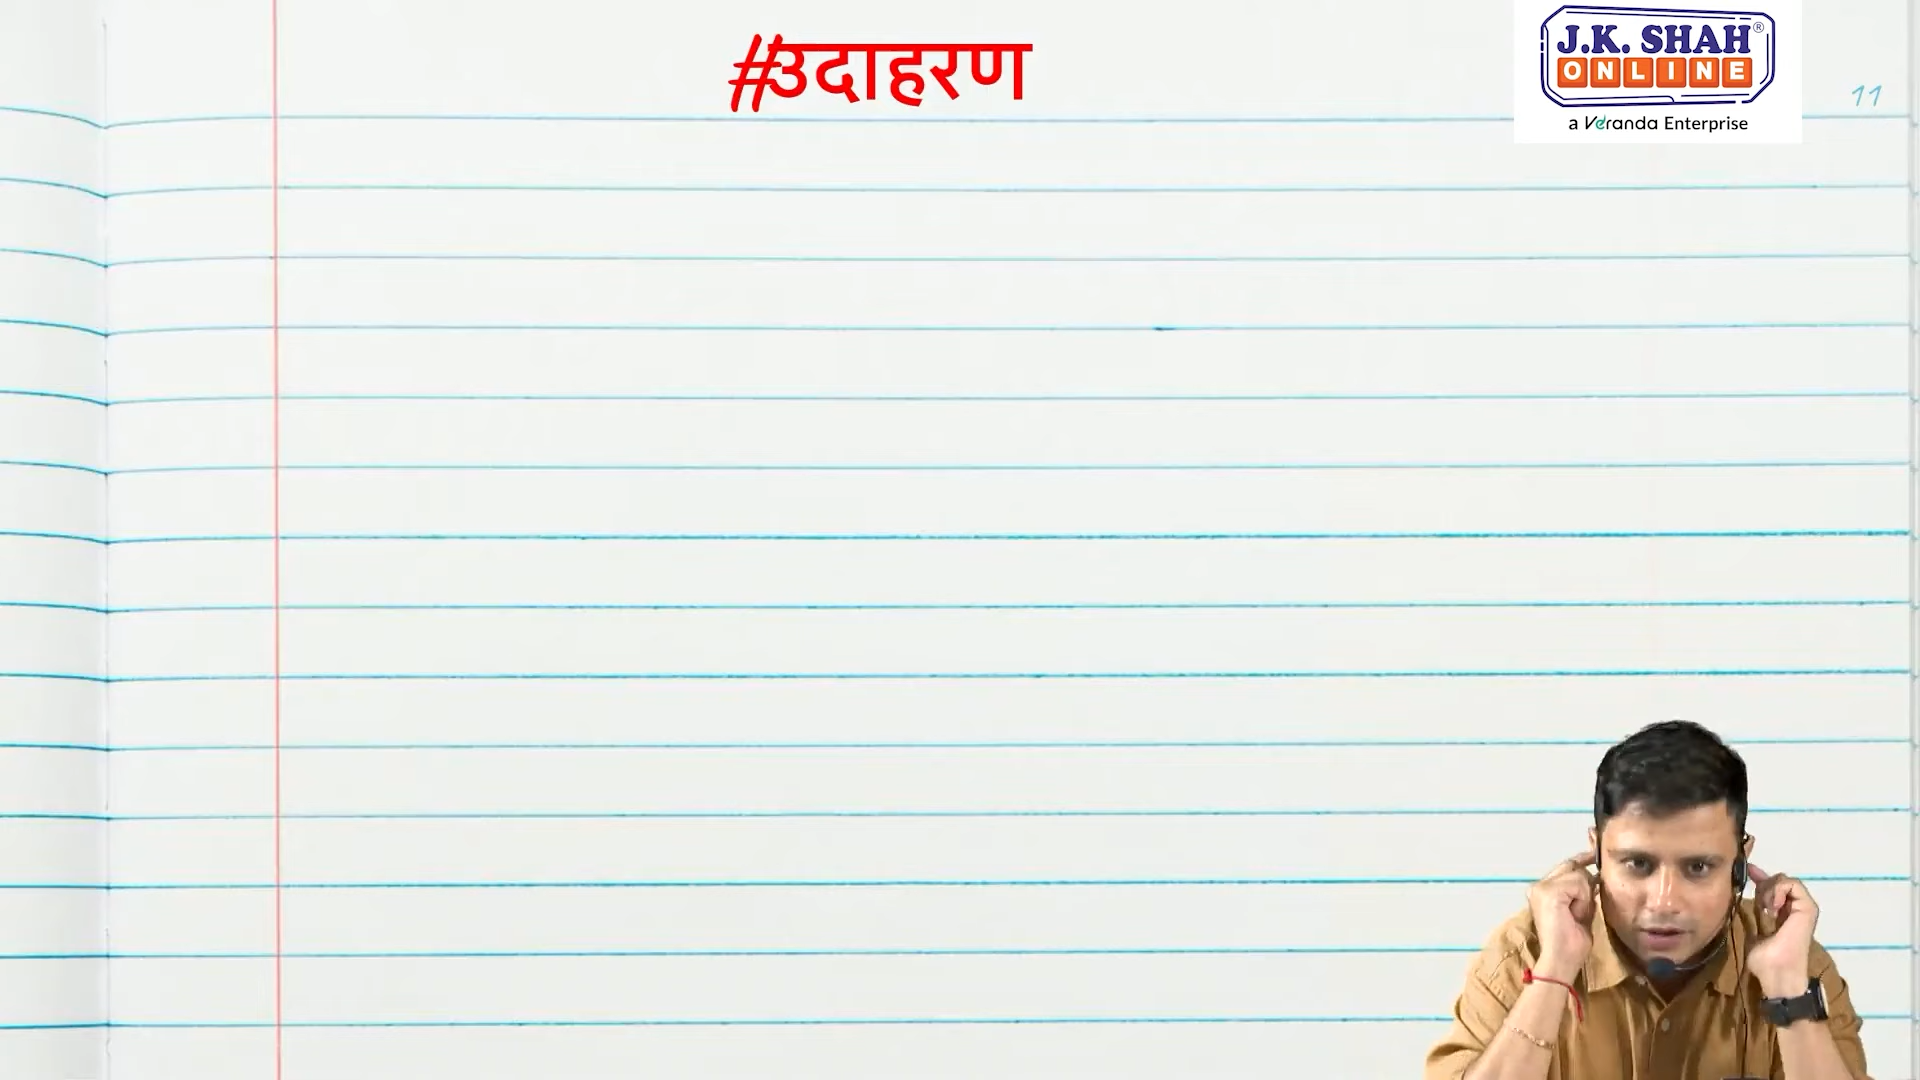 #उदाहरण
J.K. SHAH®
ONLINE
a Veranda Enterprise
11